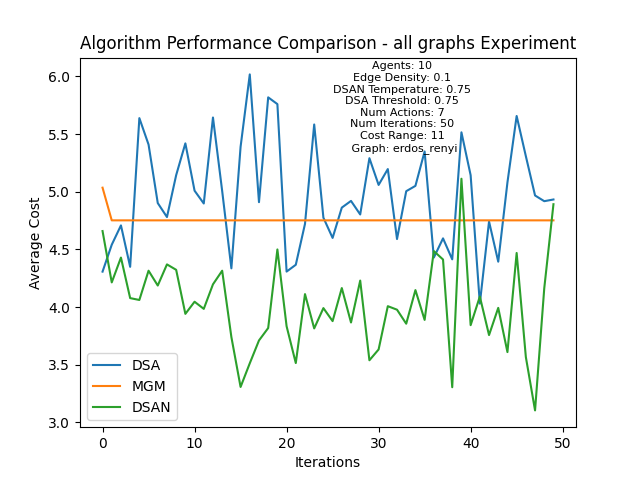 Algorithm Performance Comparison - all graphs Experiment
Agents: 10
Edge Density: 0.1
DSAN Temperature: 0.75
DSA Threshold: 0.75
Num Actions: 7
Num Iterations: 50
Cost Range: 11
Graph: erdos_renyi
Average Cost
6.0
5.5
5.0
4.5
4.0
3.5
3.0
DSA
MGM
DSAN
0 10 20 30 40 50
Iterations